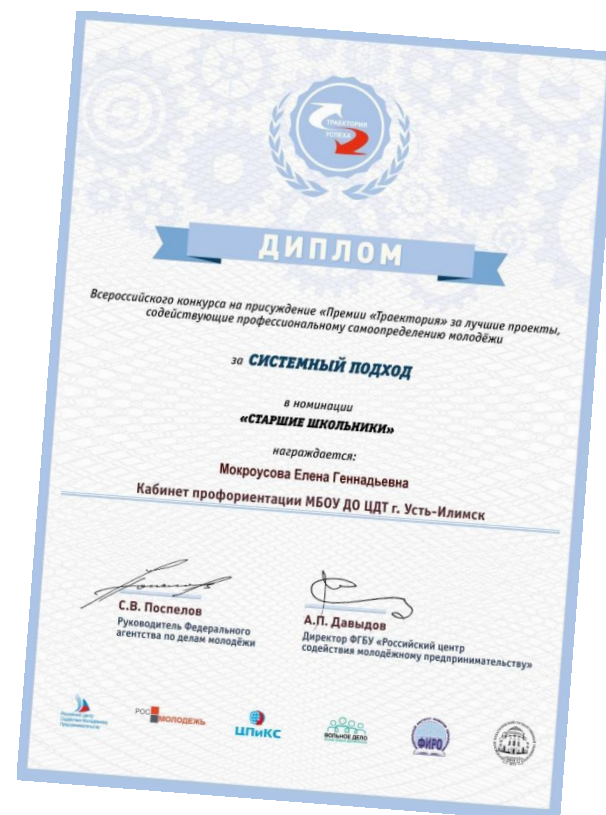 ТРАЕКТОРИЯ
УСПЕХА
ДИПЛОМ
Всероссийского конкурса на присуждение «Премии «Траектория» за лучшие проекты,
содействующие профессиональному самоопределению молодёжи
за СИСТЕМНЫЙ ПОДХОД
в номинации
«СТАРШИЕ ШКОЛЬНИКИ»
награждается:
Мокроусова Елена Геннадьевна
Кабинет профориентации МБОУ ДО ЦДТ г. Усть-Илимск
С.В. Поспелов
Руководитель Федерального
агентства по делам молодёжи
А.П. Давыдов
Директор ФГБУ «Российский центр
содействия молодёжному предпринимательству»
РОСМОЛОДЕЖЬ
ЦПиКС
ВОЛЬНОЕ ДЕЛО
ФИРО